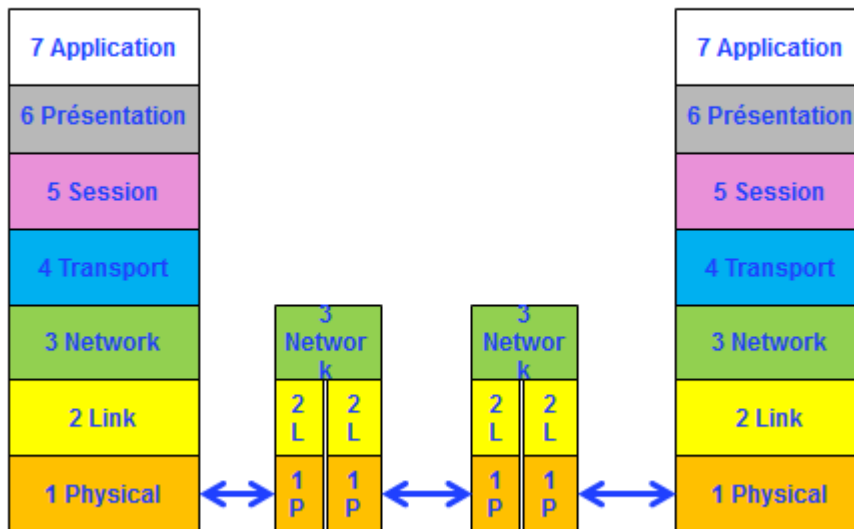 7 Application
6 Présentation
5 Session
4 Transport
3 Network
2 Link
1 Physical
3
Networ
k
2
L
2
L
1
P
1
P
3
Networ
k
2
L
2
L
1
P
1
P
7 Application
6 Présentation
5 Session
4 Transport
3 Network
2 Link
1 Physical